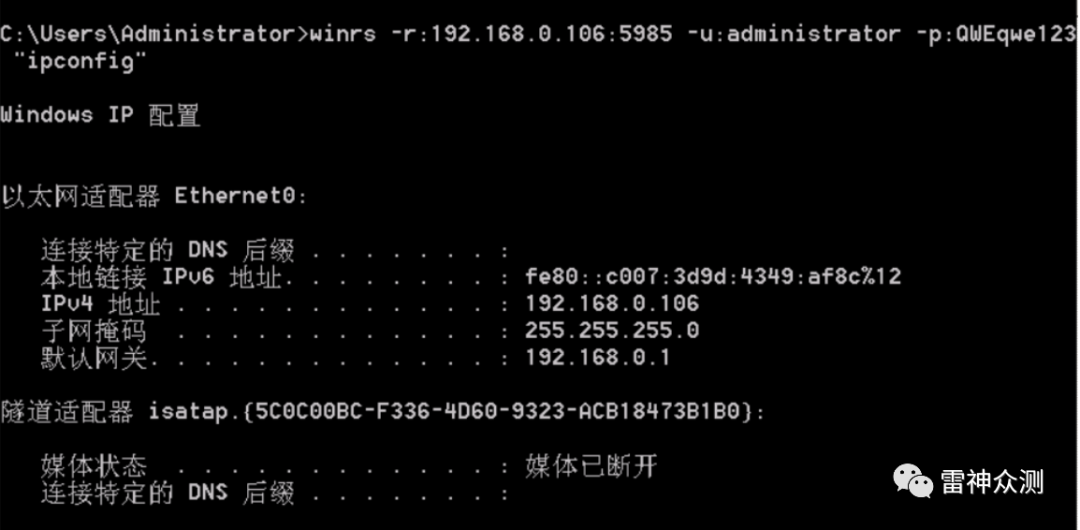 C:\Users\Administrator>winrs -r:192.168.0.106:5985 -u:administrator -p:QWEqwe123
"ipconfig"
Windows IP 配置
以太网适配器 Ethernet0:
连接特定的 DNS 后缀 . . . . . . . :
本地链接 IPv6 地址. . . . . . . . : fe80::c007:3d9d:4349:af8c%12
IPv4 地址 . . . . . . . . . . . . : 192.168.0.106
子网掩码  . . . . . . . . . . . . : 255.255.255.0
默认网关. . . . . . . . . . . . . : 192.168.0.1
隧道适配器 isatap.{5C0C00BC-F336-4D60-9323-ACB18473B1B0}:
媒体状态  . . . . . . . . . . . . : 媒体已断开
连接特定的 DNS 后缀 . . . . . . . :
雷神众测